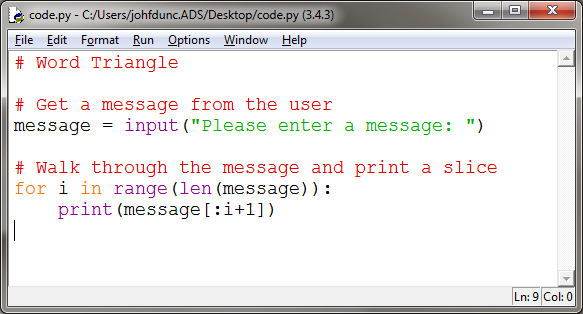 code.py - C:/Users/johfdunc.ADS/Desktop/code.py (3.4.3)
File Edit Format Run Options Window Help
# Word Triangle
# Get a message from the user
message = input("Please enter a message: ")
# Walk through the message and print a slice
for i in range(len(message)):
    print(message[:i+1])
Ln: 9 Col: 0